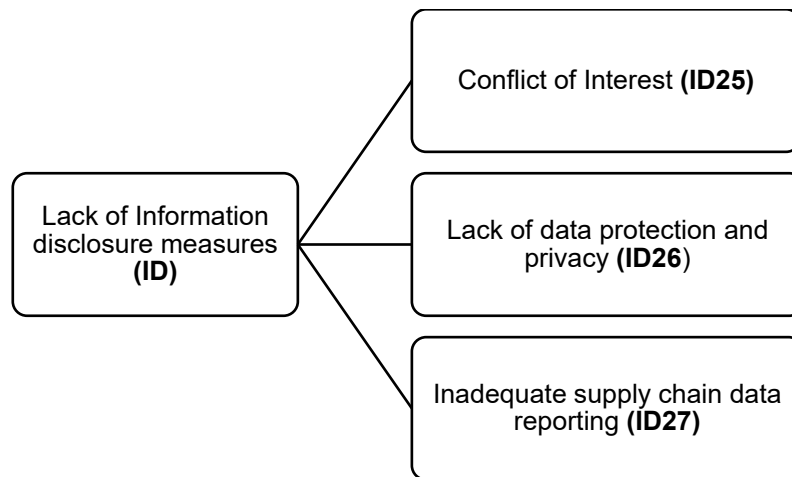 Conflict of Interest (ID25)
Lack of Information
disclosure measures
(ID)
Lack of data protection and
privacy (ID26)
Inadequate supply chain data
reporting (ID27)